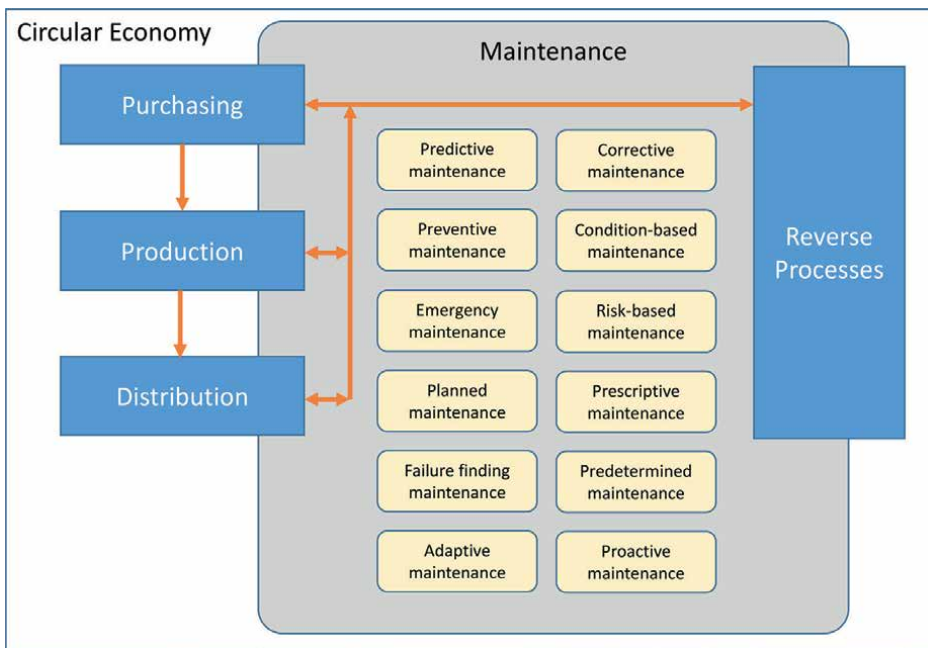 Circular Economy
Maintenance
Purchasing
Production
Distribution
Predictive
maintenance
Corrective
maintenance
Preventive
maintenance
Condition-based
maintenance
Emergency
maintenance
Risk-based
maintenance
Planned
maintenance
Prescriptive
maintenance
Failure finding
maintenance
Predetermined
maintenance
Adaptive
maintenance
Proactive
maintenance
Reverse
Processes